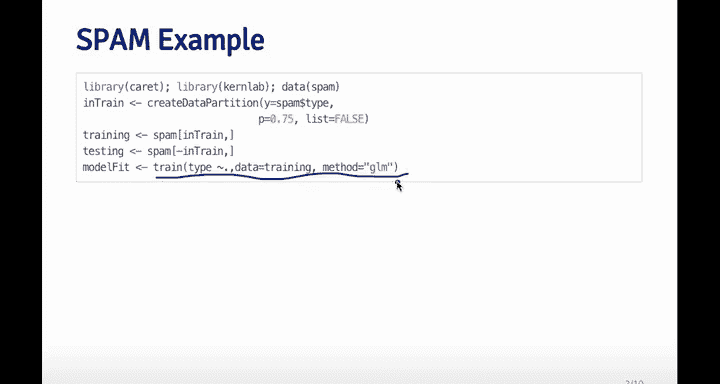 SPAM Example
library(caret); library(kernlab); data(spam)
inTrain <- createDataPartition(y=spam$type,
p=0.75, list=FALSE)
training <- spam[inTrain,]
testing <- spam[-inTrain,]
modelFit <- train(type ~.,data=training, method="glm")